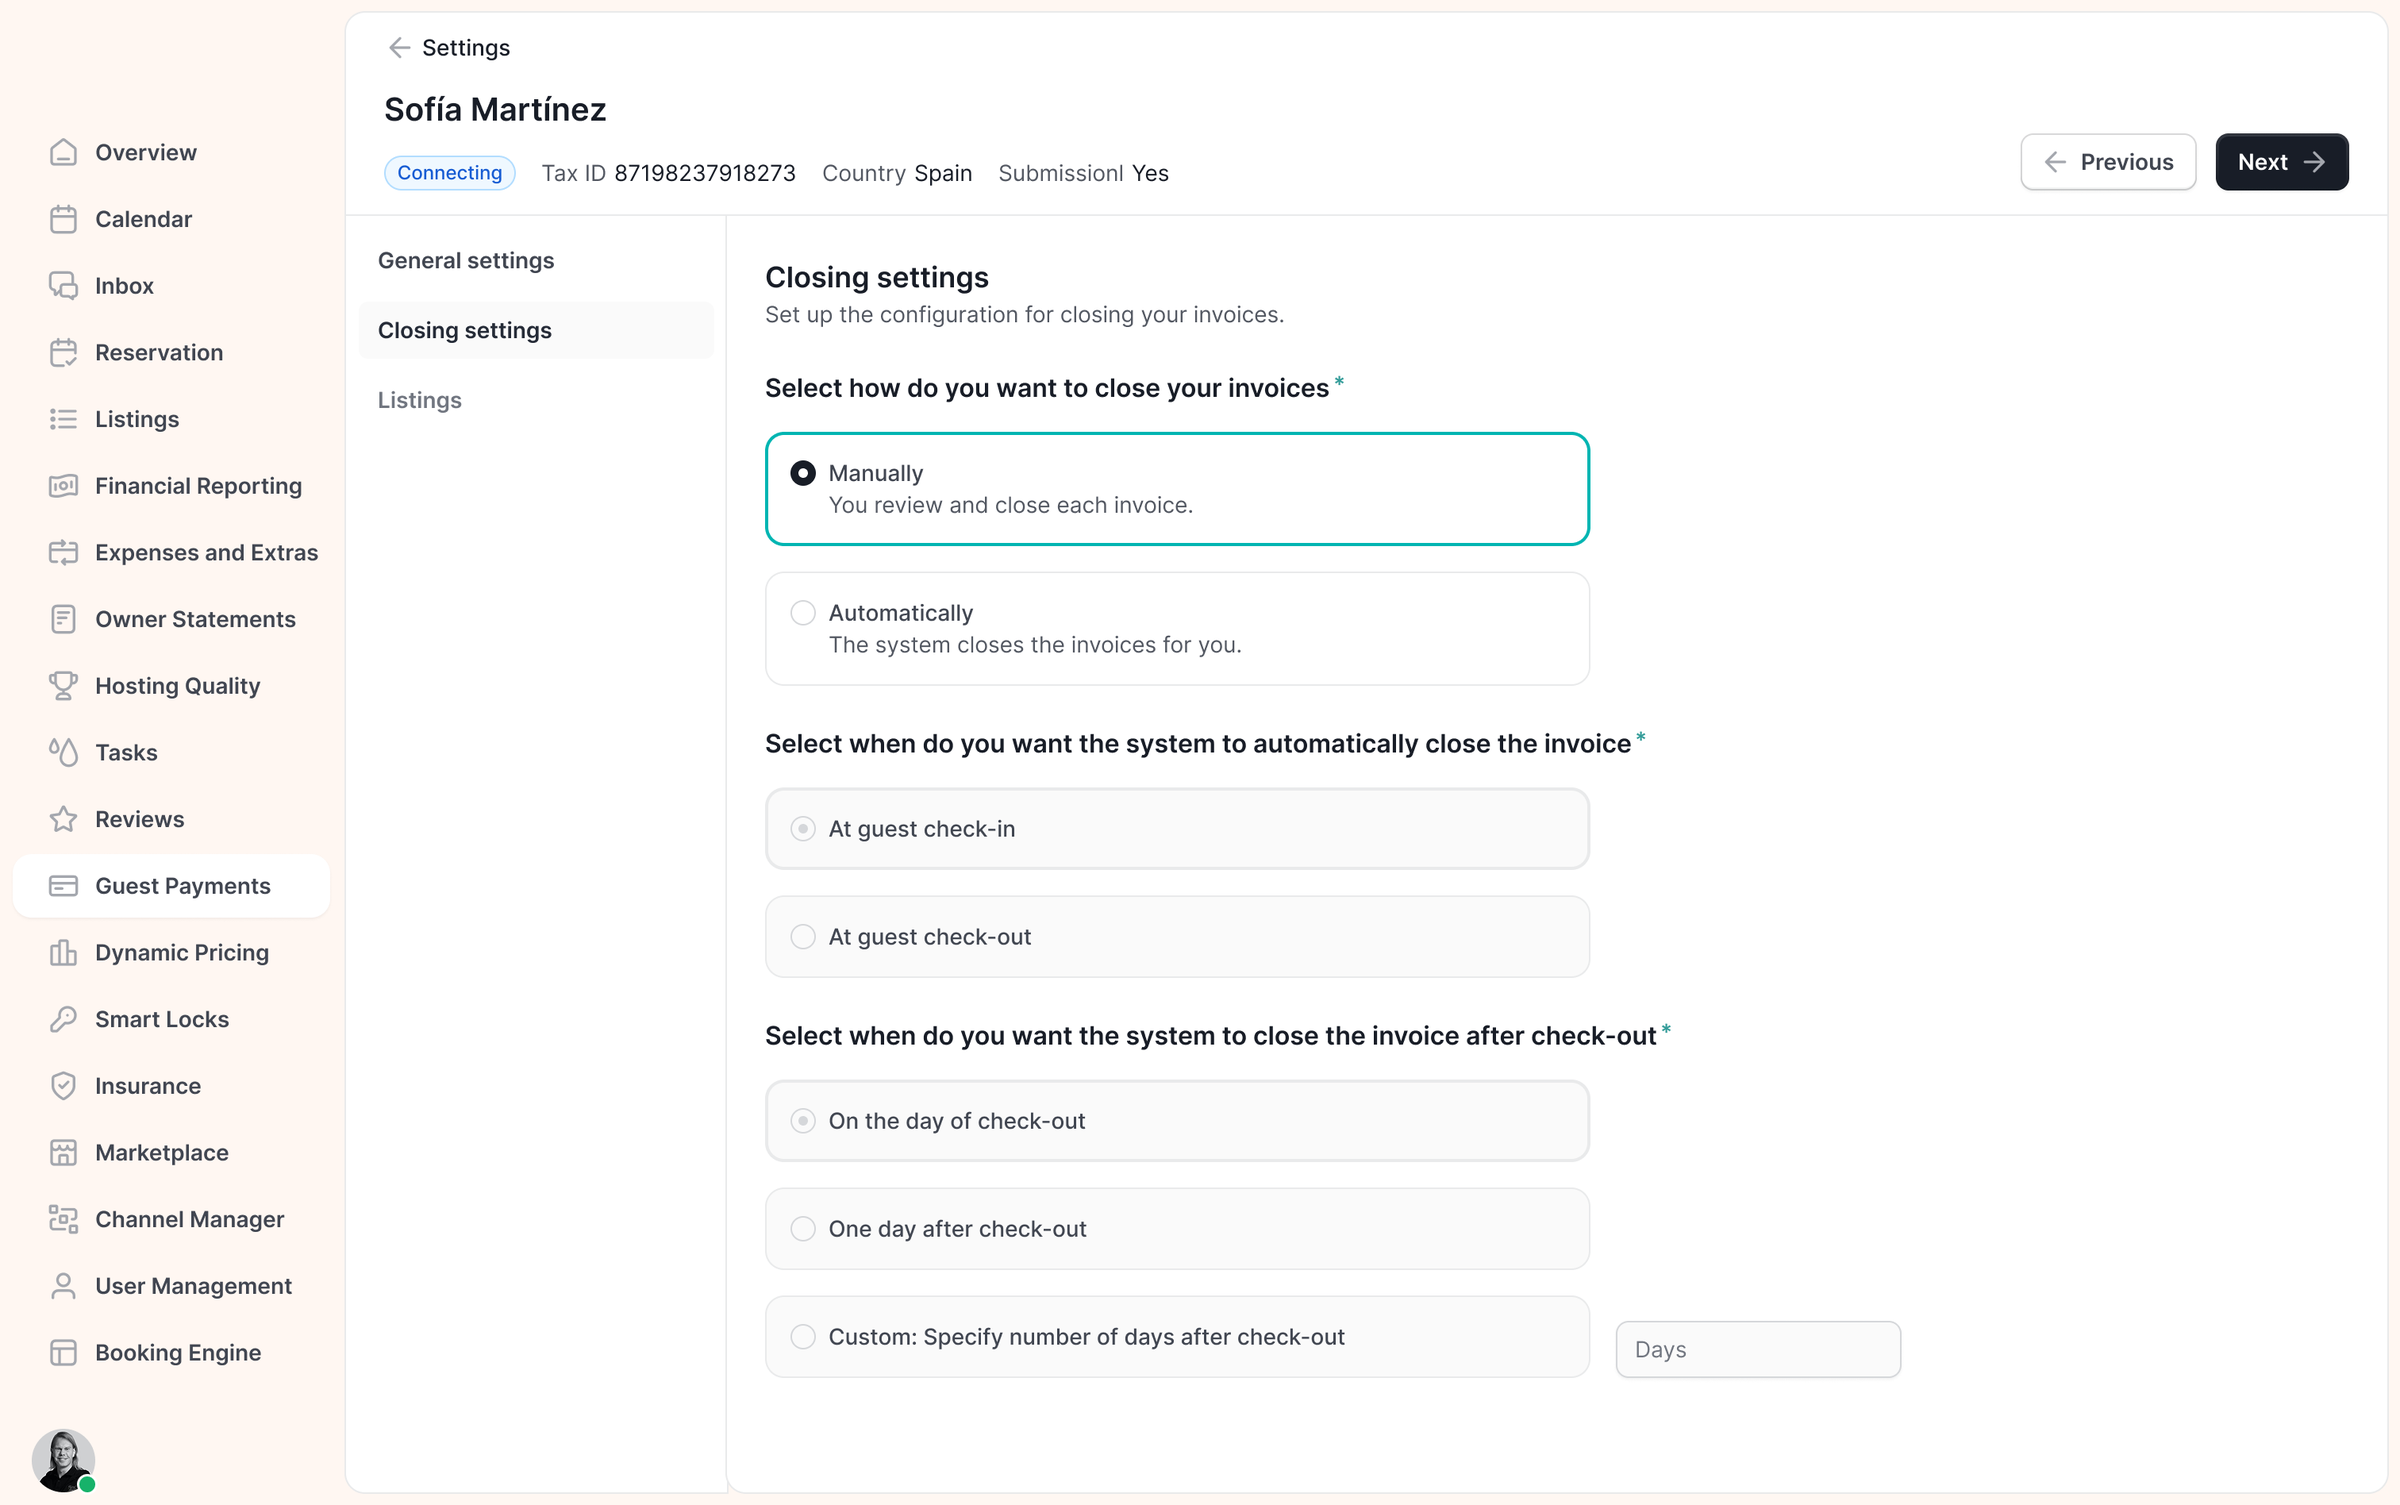 Overview
Calendar
Inbox
Reservation
Listings
Financial Reporting
Expenses and Extras
Owner Statements
Hosting Quality
Tasks
Reviews
Guest Payments
Dynamic Pricing
Smart Locks
Insurance
Marketplace
Channel Manager
User Management
Booking Engine
Settings
Sofía Martínez
Connecting Tax ID 87198237918273 Country Spain Submissionl Yes
Previous
Next
General settings
Closing settings
Listings
Closing settings
Set up the configuration for closing your invoices.
Select how do you want to close your invoices *
Manually
You review and close each invoice.
Automatically
The system closes the invoices for you.
Select when do you want the system to automatically close the invoice *
At guest check-in
At guest check-out
Select when do you want the system to close the invoice after check-out *
On the day of check-out
One day after check-out
Custom: Specify number of days after check-out
Days